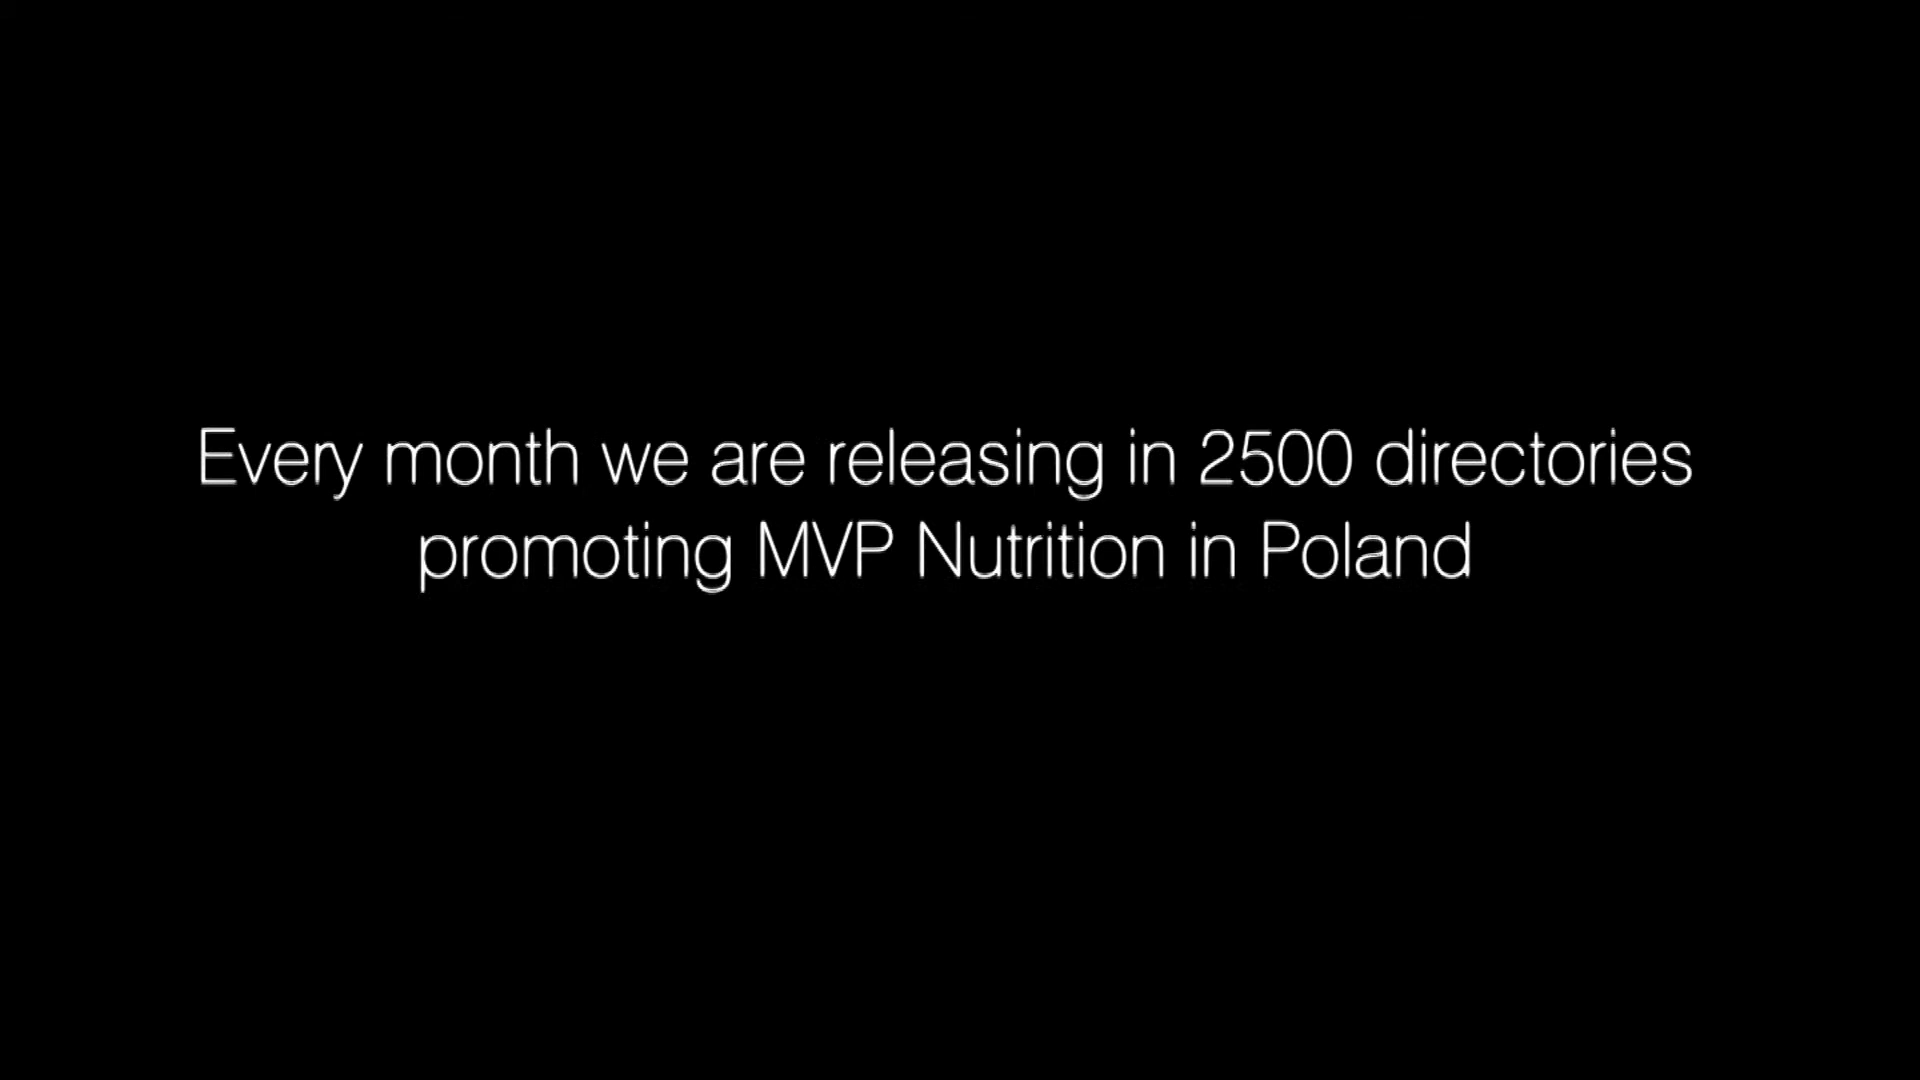 Every month we are releasing in 2500 directories
promoting MVP Nutrition in Poland